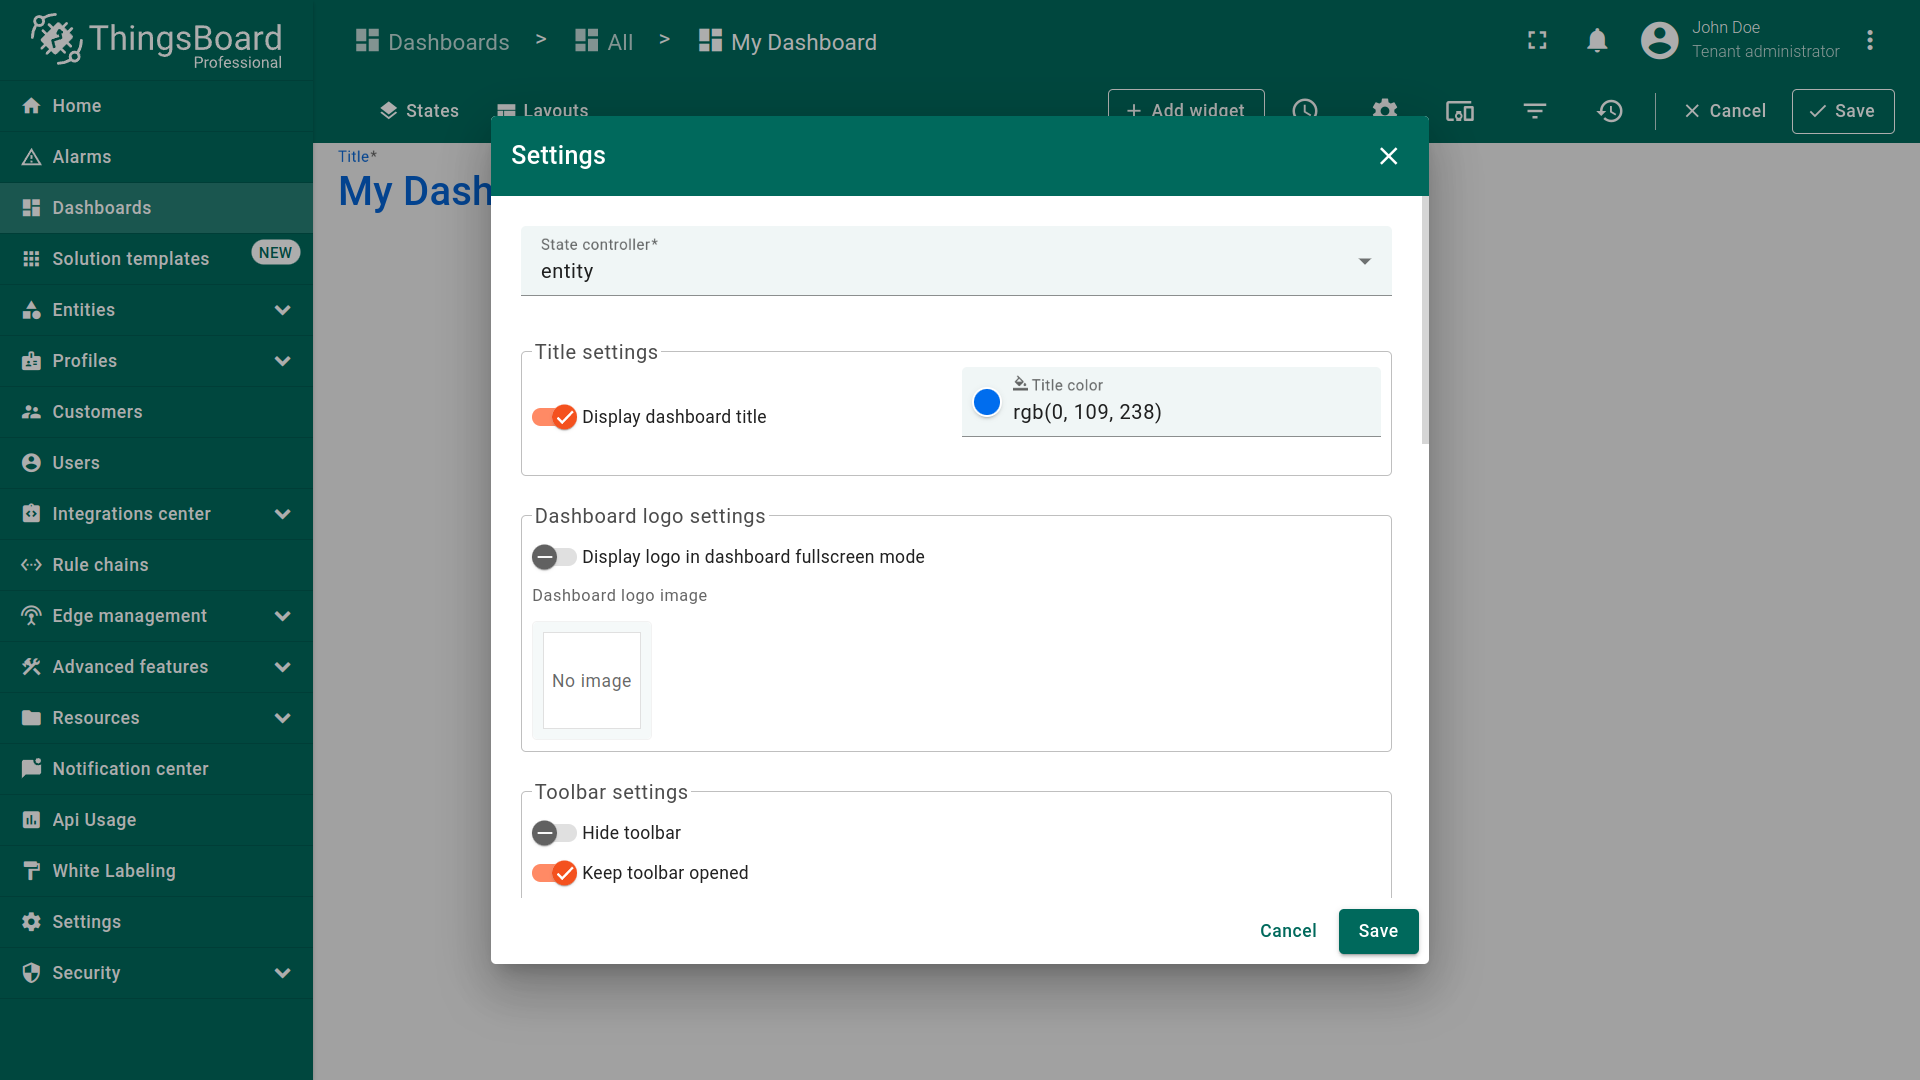 ThingsBoard
Professional
Dashboards > All > My Dashboard
John Doe
Tenant administrator
Home
Alarms
Dashboards
Solution templates NEW
Entities
Profiles
Customers
Users
Integrations center
Rule chains
Edge management
Advanced features
Resources
Notification center
Api Usage
White Labeling
Settings
Security
States Layouts + Add widget Cancel Save
Title*
My Dash
Settings
State controller*
entity
Title settings
Display dashboard title
Title color
rgb(0, 109, 238)
Dashboard logo settings
Display logo in dashboard fullscreen mode
Dashboard logo image
No image
Toolbar settings
Hide toolbar
Keep toolbar opened
Cancel Save